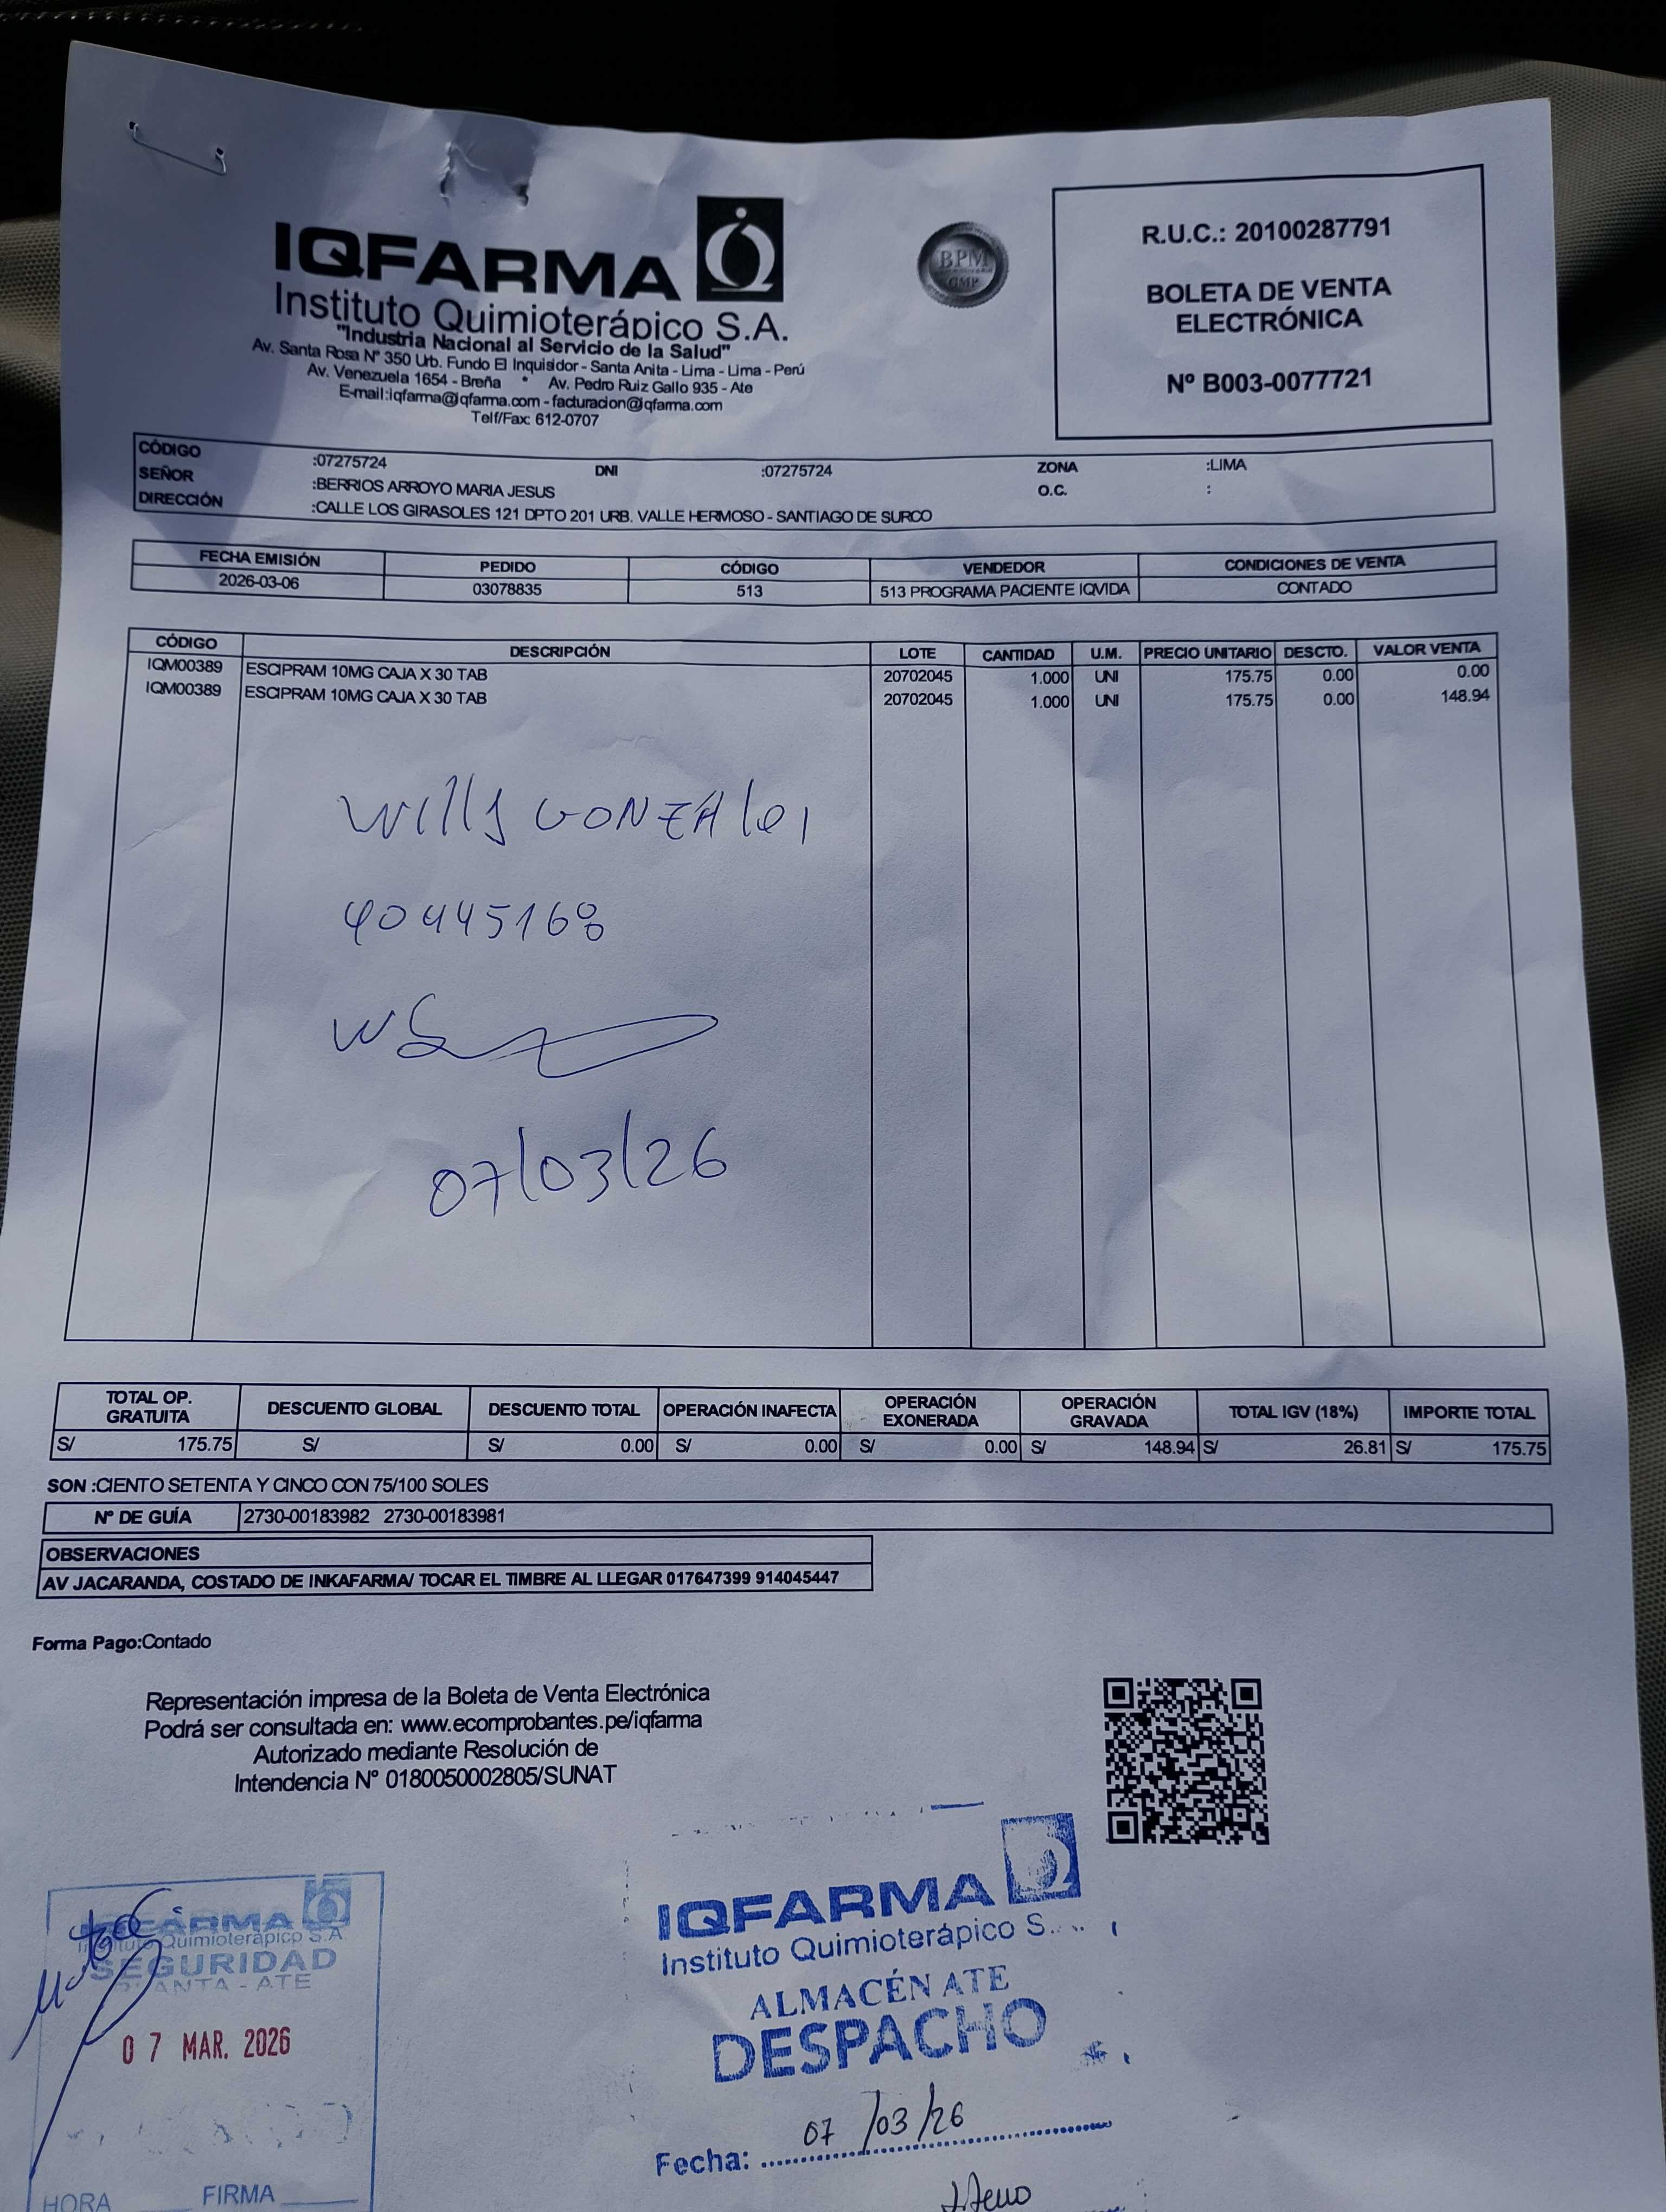 IQFARMA
Instituto Quimioterápico S.A.
"Industria Nacional al Servicio de la Salud"
Av. Santa Rosa N° 350 Urb. Fundo El Inquisidor - Santa Anita - Lima - Lima - Perú
Av. Venezuela 1654 - Breña * Av. Pedro Ruiz Gallo 935 - Ate
E-mail:iqfarma@iqfarma.com - facturacion@iqfarma.com
Telf/Fax: 612-0707
BPM
GMP
R.U.C.: 20100287791
BOLETA DE VENTA
ELECTRÓNICA
Nº B003-0077721
CÓDIGO :07275724 DNI :07275724 ZONA :LIMA
SEÑOR :BERRIOS ARROYO MARIA JESUS O.C. :
DIRECCIÓN :CALLE LOS GIRASOLES 121 DPTO 201 URB. VALLE HERMOSO - SANTIAGO DE SURCO
FECHA EMISIÓN PEDIDO CÓDIGO VENDEDOR CONDICIONES DE VENTA
2026-03-06 03078835 513 513 PROGRAMA PACIENTE IQVIDA CONTADO
CÓDIGO DESCRIPCIÓN LOTE CANTIDAD U.M. PRECIO UNITARIO DESCTO. VALOR VENTA
IQM00389 ESCIPRAM 10MG CAJA X 30 TAB 20702045 1.000 UNI 175.75 0.00 0.00
IQM00389 ESCIPRAM 10MG CAJA X 30 TAB 20702045 1.000 UNI 175.75 0.00 148.94
40445168
07/03/26
TOTAL OP. GRATUITA DESCUENTO GLOBAL DESCUENTO TOTAL OPERACIÓN INAFECTA OPERACIÓN EXONERADA OPERACIÓN GRAVADA TOTAL IGV (18%) IMPORTE TOTAL
S/ 175.75 S/ S/ 0.00 S/ 0.00 S/ 0.00 S/ 148.94 S/ 26.81 S/ 175.75
SON :CIENTO SETENTA Y CINCO CON 75/100 SOLES
Nº DE GUÍA 2730-00183982 2730-00183981
OBSERVACIONES
AV JACARANDA, COSTADO DE INKAFARMA/ TOCAR EL TIMBRE AL LLEGAR 017647399 914045447
Forma Pago:Contado
Representación impresa de la Boleta de Venta Electrónica
Podrá ser consultada en: www.ecomprobantes.pe/iqfarma
Autorizado mediante Resolución de
Intendencia N° 0180050002805/SUNAT
IQFARMA
Instituto Quimioterápico S.A.
SEGURIDAD
PLANTA - ATE
07 MAR. 2026
HORA FIRMA
IQFARMA
Instituto Quimioterápico S.
ALMACÉN ATE
DESPACHO
Fecha: 07/03/26